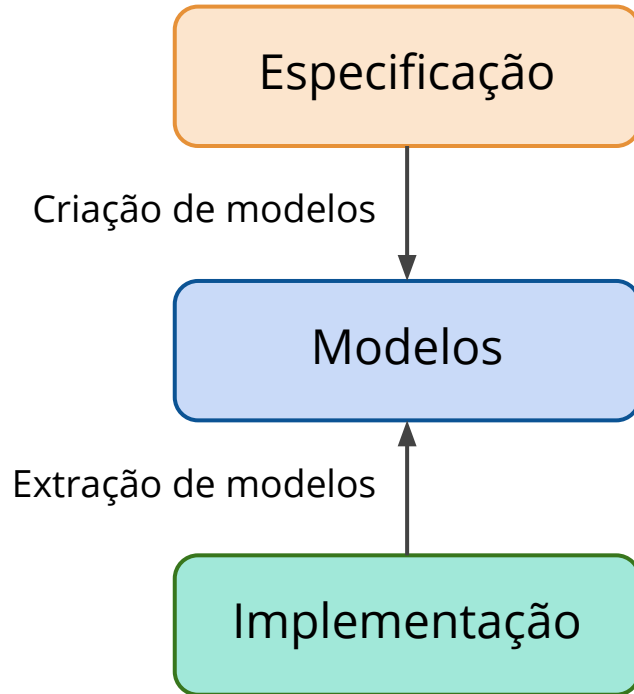 Especificação
Criação de modelos
Modelos
Extração de modelos
Implementação